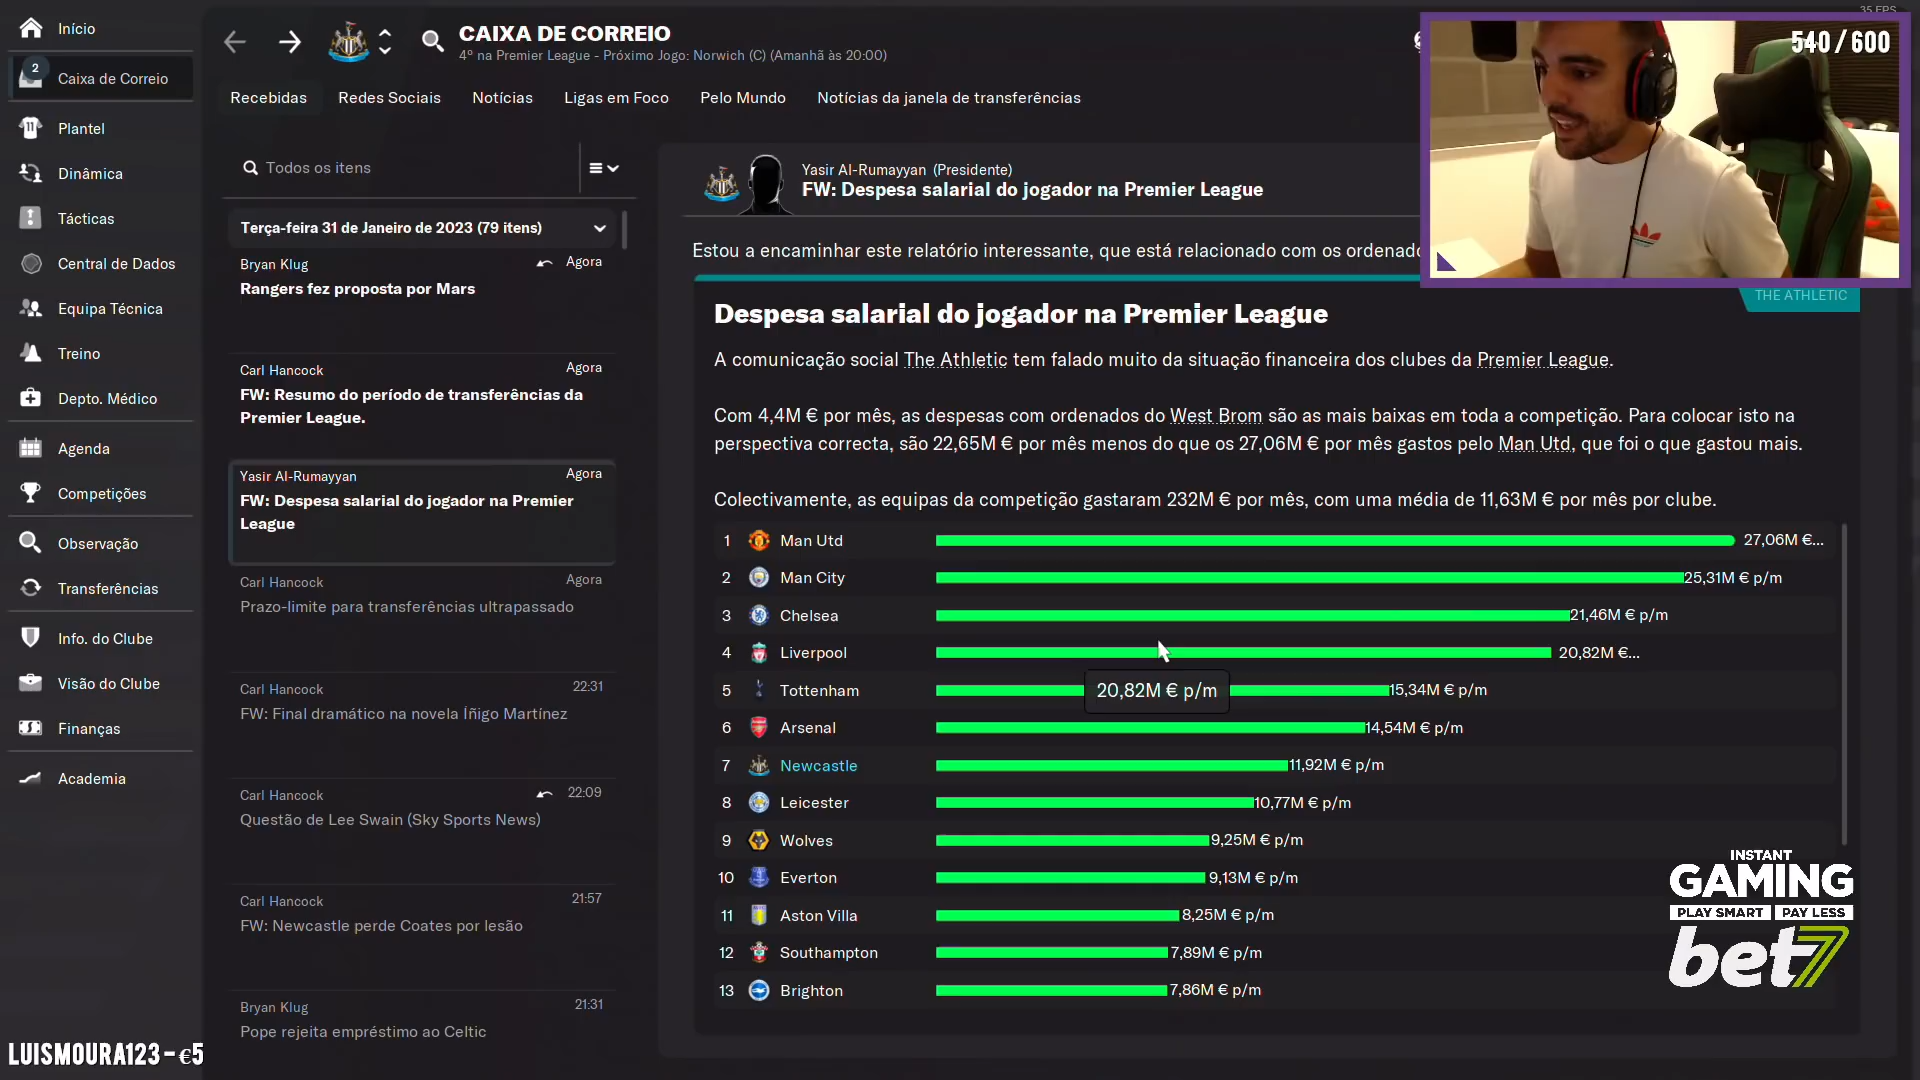 Início
Caixa de Correio
2
Plantel
Dinâmica
Tácticas
Central de Dados
Equipa Técnica
Treino
Depto. Médico
Agenda
Competições
Observação
Transferências
Info. do Clube
Visão do Clube
Finanças
Academia
LUISMOURA123 - €5
CAIXA DE CORREIO
4º na Premier League - Próximo Jogo: Norwich (C) (Amanhã às 20:00)
35 FPS
540 / 600
Recebidas
Redes Sociais
Notícias
Ligas em Foco
Pelo Mundo
Notícias da janela de transferências
Todos os itens
Terça-feira 31 de Janeiro de 2023 (79 itens)
Bryan Klug
Agora
Rangers fez proposta por Mars
Carl Hancock
Agora
FW: Resumo do período de transferências da
Premier League.
Yasir Al-Rumayyan
Agora
FW: Despesa salarial do jogador na Premier
League
Carl Hancock
Agora
Prazo-limite para transferências ultrapassado
Carl Hancock
22:31
FW: Final dramático na novela Íñigo Martínez
Carl Hancock
22:09
Questão de Lee Swain (Sky Sports News)
Carl Hancock
21:57
FW: Newcastle perde Coates por lesão
Bryan Klug
21:31
Pope rejeita empréstimo ao Celtic
Yasir Al-Rumayyan (Presidente)
FW: Despesa salarial do jogador na Premier League
Estou a encaminhar este relatório interessante, que está relacionado com os ordenado
THE ATHLETIC
Despesa salarial do jogador na Premier League
A comunicação social The Athletic tem falado muito da situação financeira dos clubes da Premier League.
Com 4,4M € por mês, as despesas com ordenados do West Brom são as mais baixas em toda a competição. Para colocar isto na
perspectiva correcta, são 22,65M € por mês menos do que os 27,06M € por mês gastos pelo Man Utd, que foi o que gastou mais.
Colectivamente, as equipas da competição gastaram 232M € por mês, com uma média de 11,63M € por mês por clube.
1 Man Utd 27,06M €...
2 Man City 25,31M € p/m
3 Chelsea 21,46M € p/m
4 Liverpool 20,82M €...
20,82M € p/m
5 Tottenham 15,34M € p/m
6 Arsenal 14,54M € p/m
7 Newcastle 11,92M € p/m
8 Leicester 10,77M € p/m
9 Wolves 9,25M € p/m
10 Everton 9,13M € p/m
11 Aston Villa 8,25M € p/m
12 Southampton 7,89M € p/m
13 Brighton 7,86M € p/m
INSTANT
GAMING
PLAY SMART PAY LESS
bet7